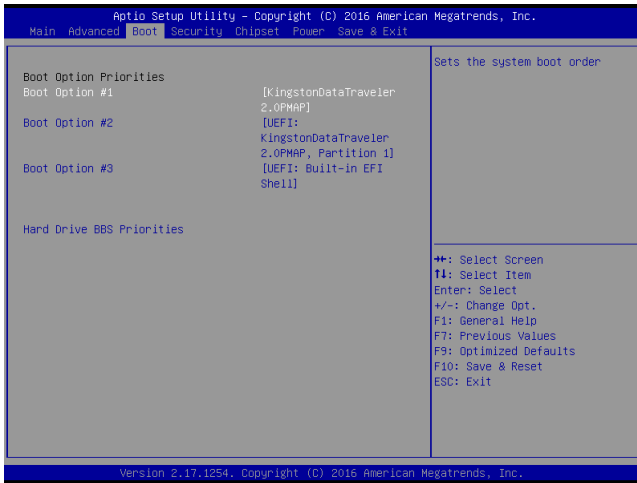 Aptio Setup Utility – Copyright (C) 2016 American Megatrends, Inc.
Main Advanced Boot Security Chipset Power Save & Exit
Sets the system boot order
Boot Option Priorities
Boot Option #1 [KingstonDataTraveler
2.0PMAP]
Boot Option #2 [UEFI:
KingstonDataTraveler
2.0PMAP, Partition 1]
Boot Option #3 [UEFI: Built-in EFI
Shell]
Hard Drive BBS Priorities
→←: Select Screen
↑↓: Select Item
Enter: Select
+/-: Change Opt.
F1: General Help
F7: Previous Values
F9: Optimized Defaults
F10: Save & Reset
ESC: Exit
Version 2.17.1254. Copyright (C) 2016 American Megatrends, Inc.